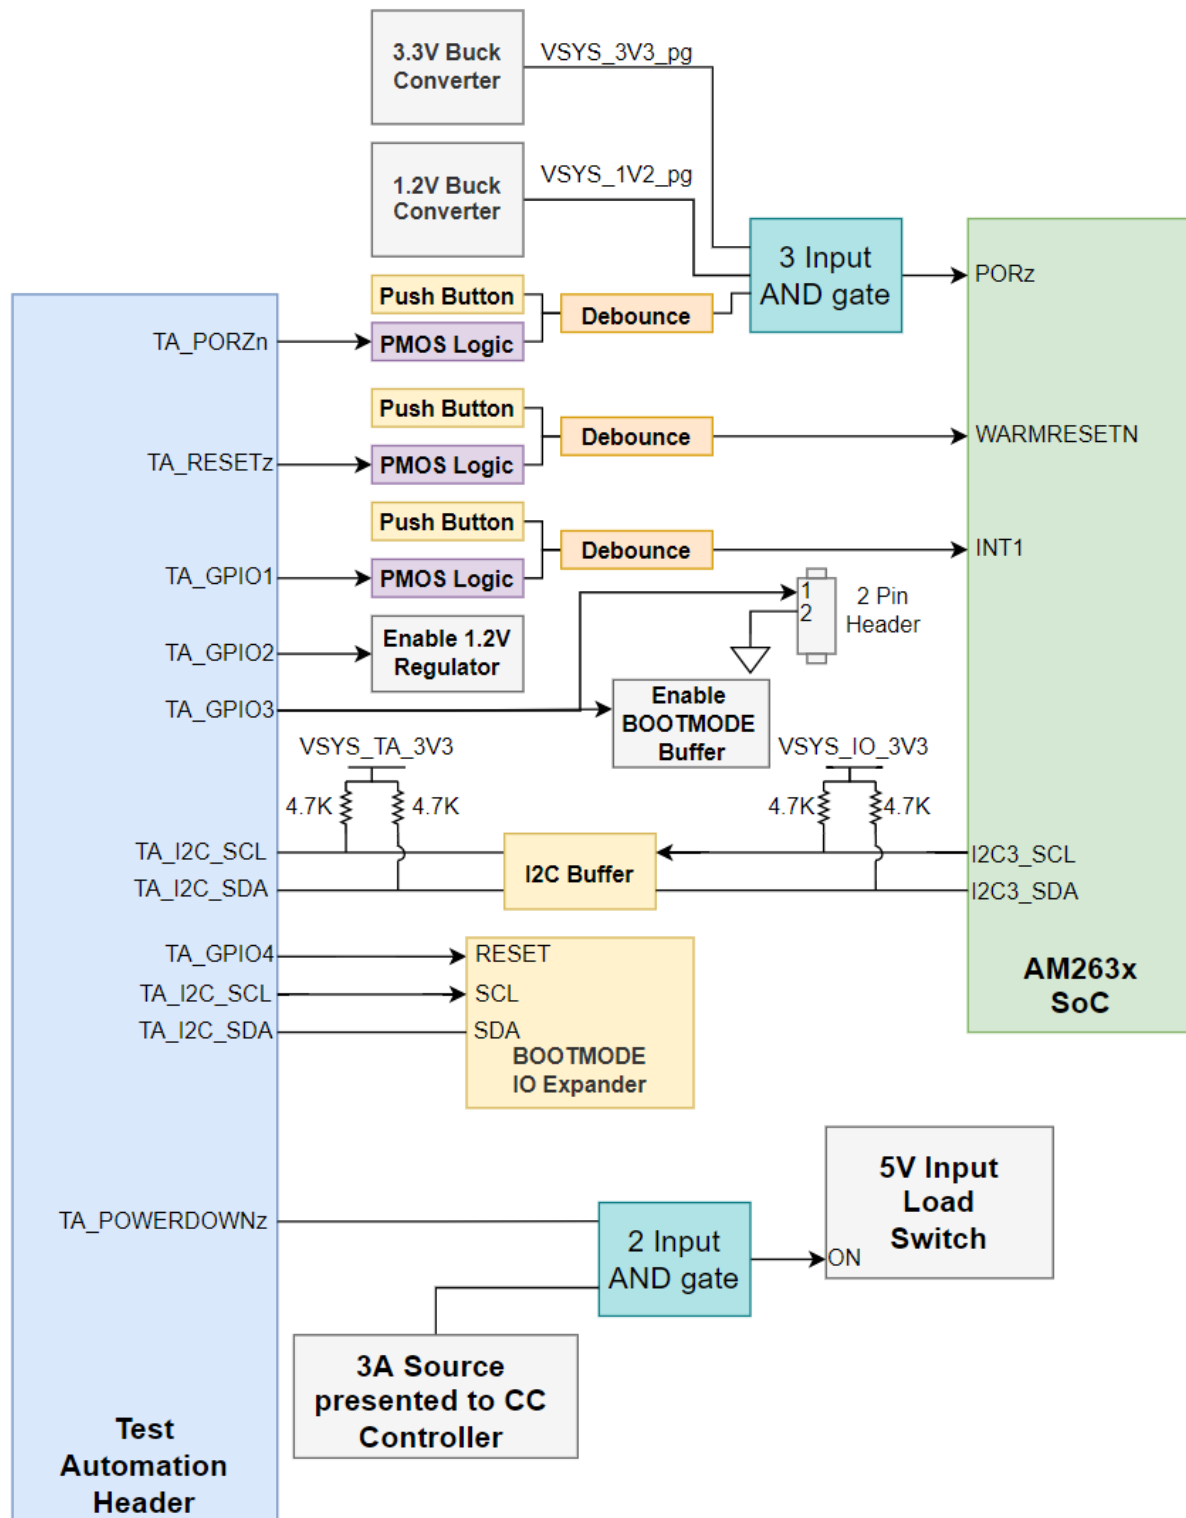 3.3V Buck
Converter
VSYS_3V3_pg
1.2V Buck
Converter
VSYS_1V2_pg
3 Input
AND gate
PORz
Push Button
Debounce
TA_PORZn
PMOS Logic
Push Button
Debounce
WARMRESETN
TA_RESETz
PMOS Logic
Push Button
Debounce
INT1
TA_GPIO1
PMOS Logic
1
2
2 Pin
Header
TA_GPIO2
Enable 1.2V
Regulator
TA_GPIO3
Enable
BOOTMODE
Buffer
VSYS_TA_3V3
VSYS_IO_3V3
4.7K
4.7K
4.7K
4.7K
TA_I2C_SCL
I2C Buffer
I2C3_SCL
TA_I2C_SDA
I2C3_SDA
TA_GPIO4
RESET
TA_I2C_SCL
SCL
TA_I2C_SDA
SDA
BOOTMODE
IO Expander
AM263x
SoC
TA_POWERDOWNz
2 Input
AND gate
5V Input
Load
Switch
ON
3A Source
presented to CC
Controller
Test
Automation
Header